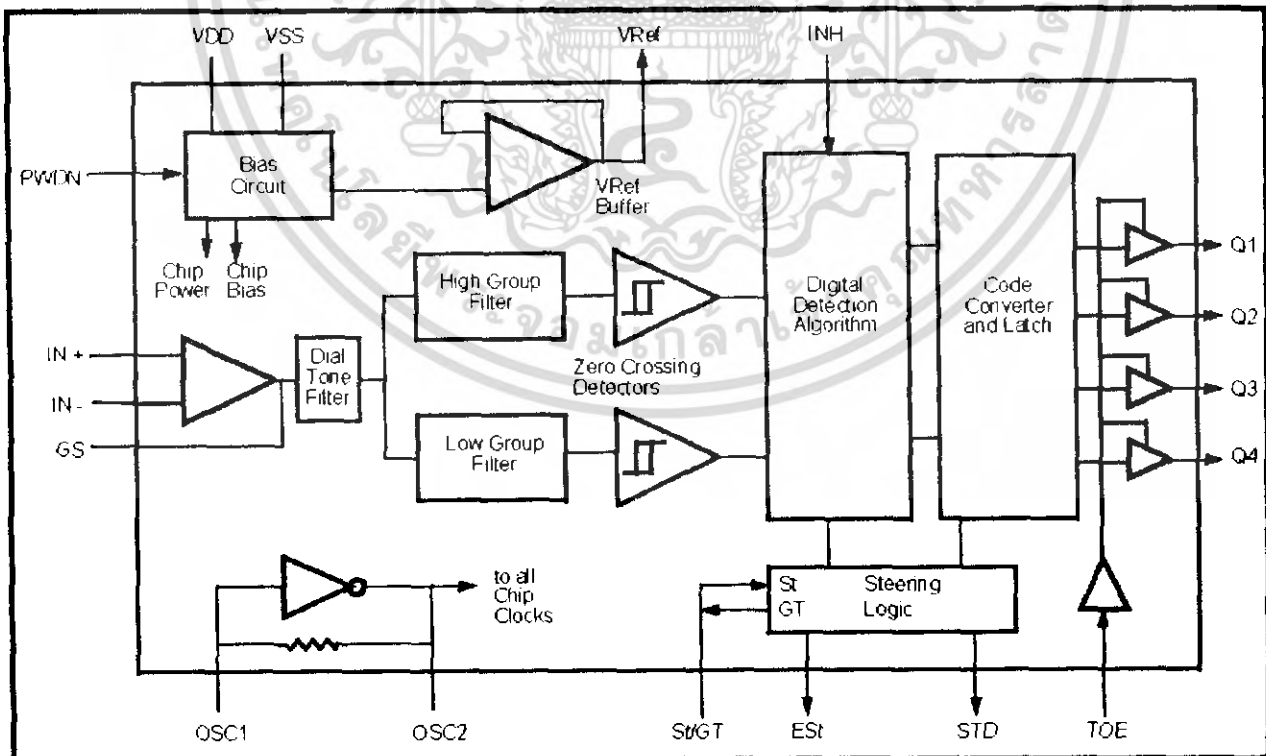 VDD VSS VRef INH
PWDN
Bias
Circuit
VRef
Buffer
Chip
Power
Chip
Bias
High Group
Filter
Digital
Detection
Algorithm
Code
Converter
and Latch
Q1
Q2
Q3
Q4
IN +
IN -
GS
Dial
Tone
Filter
Zero Crossing
Detectors
Low Group
Filter
to all
Chip
Clocks
St
GT
Steering
Logic
OSC1 OSC2 St/GT ESt STD TOE